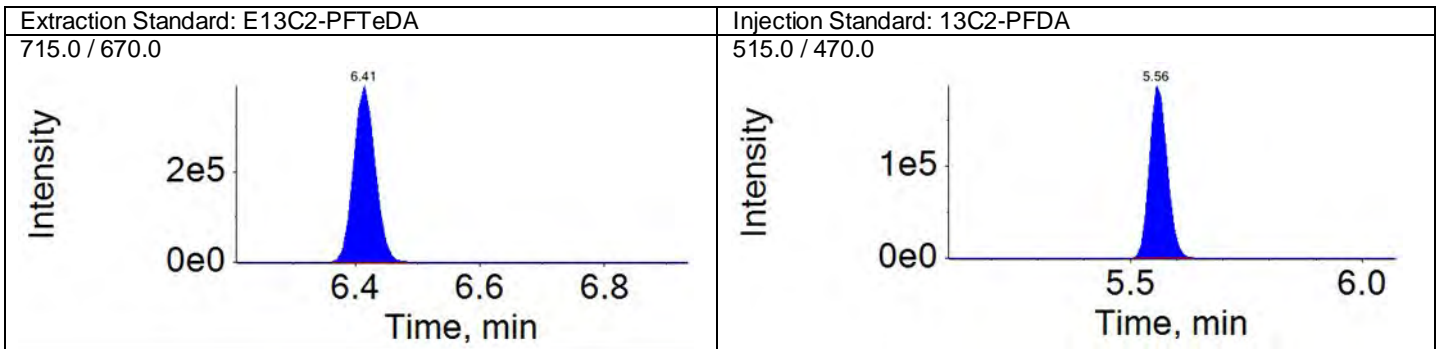 Extraction Standard: E13C2-PFTeDA
715.0 / 670.0
6.41
Intensity
2e5
0e0
6.4 6.6 6.8
Time, min
Injection Standard: 13C2-PFDA
515.0 / 470.0
5.56
Intensity
1e5
0e0
5.5 6.0
Time, min